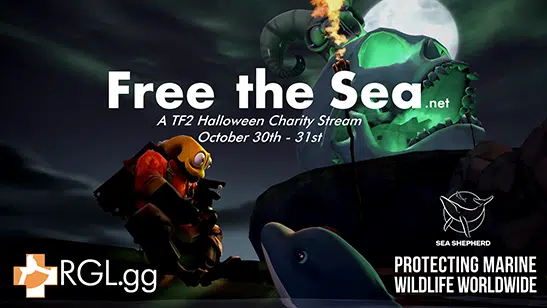 Free the Sea.net
A TF2 Halloween Charity Stream
October 30th - 31st
SEA SHEPHERD
RGL.gg
PROTECTING MARINE
WILDLIFE WORLDWIDE